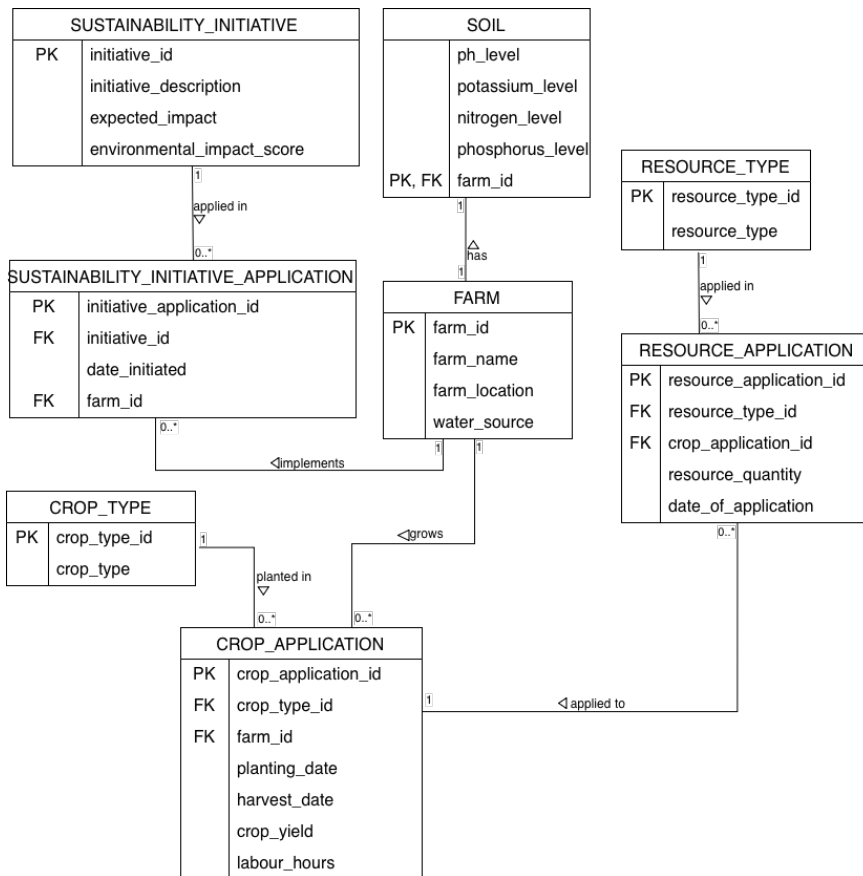 SUSTAINABILITY_INITIATIVE
PK initiative_id
initiative_description
expected_impact
environmental_impact_score
1
applied in
0..*
SUSTAINABILITY_INITIATIVE_APPLICATION
PK initiative_application_id
FK initiative_id
date_initiated
FK farm_id
0..*
implements
1
SOIL
ph_level
potassium_level
nitrogen_level
phosphorus_level
PK, FK farm_id
1
has
1
FARM
PK farm_id
farm_name
farm_location
water_source
1
grows
0..*
RESOURCE_TYPE
PK resource_type_id
resource_type
1
applied in
0..*
RESOURCE_APPLICATION
PK resource_application_id
FK resource_type_id
FK crop_application_id
resource_quantity
date_of_application
0..*
applied to
1
CROP_TYPE
PK crop_type_id
crop_type
1
planted in
0..*
CROP_APPLICATION
PK crop_application_id
FK crop_type_id
FK farm_id
planting_date
harvest_date
crop_yield
labour_hours